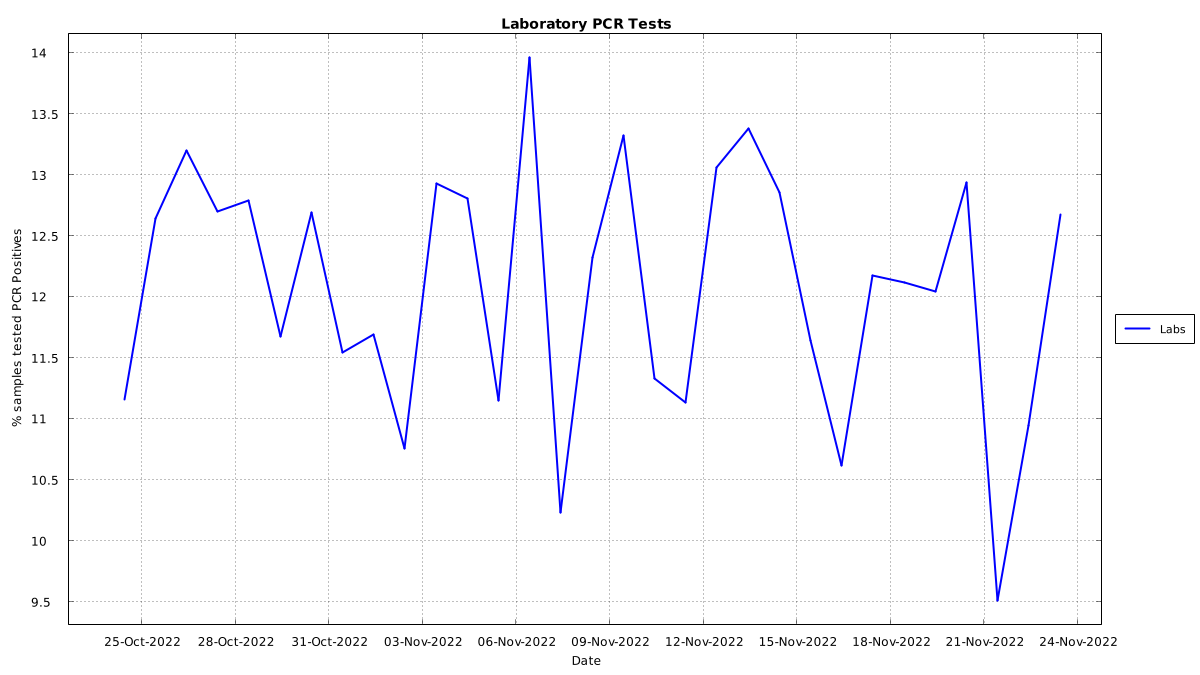 Laboratory PCR Tests
% samples tested PCR Positives
14
13.5
13
12.5
12
11.5
11
10.5
10
9.5
25-Oct-2022 28-Oct-2022 31-Oct-2022 03-Nov-2022 06-Nov-2022 09-Nov-2022 12-Nov-2022 15-Nov-2022 18-Nov-2022 21-Nov-2022 24-Nov-2022
Date
Labs